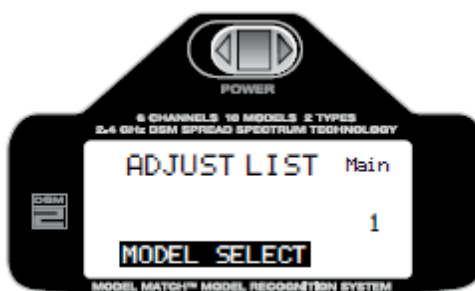 POWER
6 CHANNELS 10 MODELS 2 TYPES
2.4 GHz DSM SPREAD SPECTRUM TECHNOLOGY
ADJUST LIST Main
DSM
2
1
MODEL SELECT
MODEL MATCH™ MODEL RECOGNITION SYSTEM